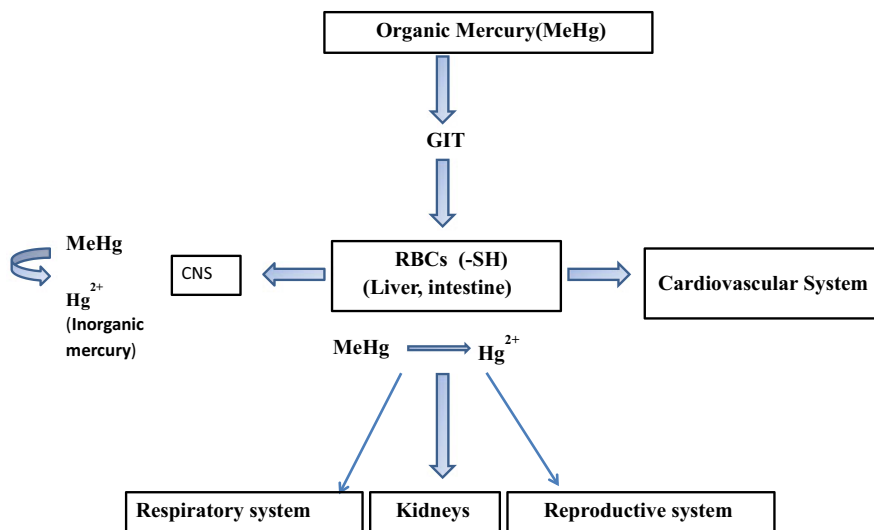 Organic Mercury(MeHg)
GIT
MeHg
Hg²⁺
(Inorganic
mercury)
CNS
RBCs (-SH)
(Liver, intestine)
Cardiovascular System
MeHg
Hg²⁺
Respiratory system
Kidneys
Reproductive system